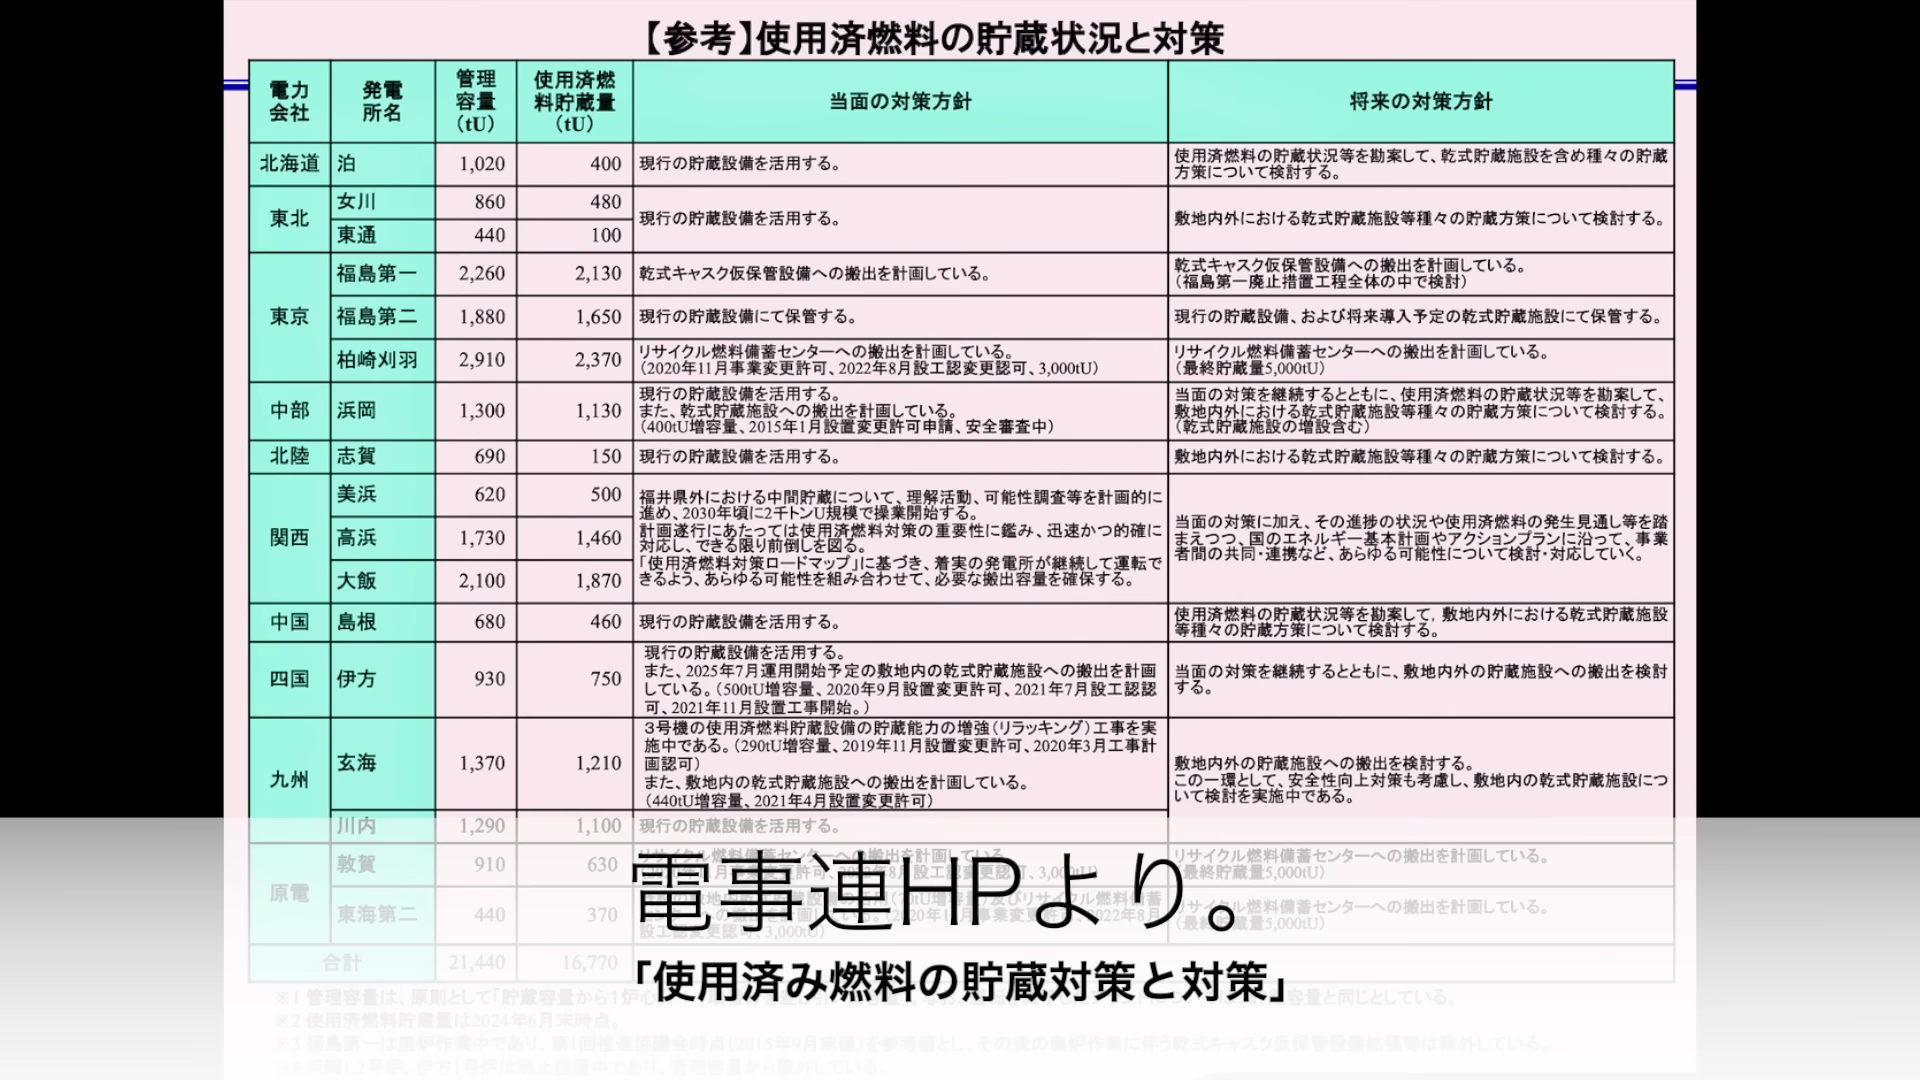 【参考】使用済燃料の貯蔵状況と対策
電力会社 発電所名 管理容量(tU) 使用済燃料貯蔵量(tU) 当面の対策方針 将来の対策方針
北海道 泊 1,020 400 現行の貯蔵設備を活用する。
使用済燃料の貯蔵状況等を勘案して、乾式貯蔵施設を含め種々の貯蔵
方策について検討する。
東北 女川 860 480
東通 440 100
現行の貯蔵設備を活用する。
敷地内外における乾式貯蔵施設等種々の貯蔵方策について検討する。
東京 福島第一 2,260 2,130 乾式キャスク仮保管設備への搬出を計画している。
乾式キャスク仮保管設備への搬出を計画している。
(福島第一廃止措置工程全体の中で検討)
福島第二 1,880 1,650 現行の貯蔵設備にて保管する。
現行の貯蔵設備、および将来導入予定の乾式貯蔵施設にて保管する。
柏崎刈羽 2,910 2,370
リサイクル燃料備蓄センターへの搬出を計画している。
(2020年11月事業変更許可、2022年8月設工認変更認可、3,000tU)
リサイクル燃料備蓄センターへの搬出を計画している。
(最終貯蔵量5,000tU)
中部 浜岡 1,300 1,130
現行の貯蔵設備を活用する。
また、乾式貯蔵施設への搬出を計画している。
(400tU増容量、2015年1月設置変更許可申請、安全審査中)
当面の対策を継続するとともに、使用済燃料の貯蔵状況等を勘案して、
敷地内外における乾式貯蔵施設等種々の貯蔵方策について検討する。
(乾式貯蔵施設の増設含む)
北陸 志賀 690 150 現行の貯蔵設備を活用する。
敷地内外における乾式貯蔵施設等種々の貯蔵方策について検討する。
関西 美浜 620 500
高浜 1,730 1,460
大飯 2,100 1,870
福井県外における中間貯蔵について、理解活動、可能性調査等を計画的に
進め、2030年頃に2千トンU規模で操業開始する。
計画遂行にあたっては使用済燃料対策の重要性に鑑み、迅速かつ的確に
対応し、できる限り前倒しを図る。
「使用済燃料対策ロードマップ」に基づき、着実の発電所が継続して運転で
きるよう、あらゆる可能性を組み合わせて、必要な搬出容量を確保する。
当面の対策に加え、その進捗の状況や使用済燃料の発生見通し等を踏
まえつつ、国のエネルギー基本計画やアクションプランに沿って、事業
者間の共同・連携など、あらゆる可能性について検討・対応していく。
中国 島根 680 460 現行の貯蔵設備を活用する。
使用済燃料の貯蔵状況等を勘案して,敷地内外における乾式貯蔵施設
等種々の貯蔵方策について検討する。
四国 伊方 930 750
現行の貯蔵設備を活用する。
また、2025年7月運用開始予定の敷地内の乾式貯蔵施設への搬出を計画
している。(500tU増容量、2020年9月設置変更許可、2021年7月設工認認
可、2021年11月設置工事開始。)
当面の対策を継続するとともに、敷地内外の貯蔵施設への搬出を検討
する。
九州 玄海 1,370 1,210
3号機の使用済燃料貯蔵設備の貯蔵能力の増強(リラッキング)工事を実
施中である。(290tU増容量、2019年11月設置変更許可、2020年3月工事計
画認可)
また、敷地内の乾式貯蔵施設への搬出を計画している。
(440tU増容量、2021年4月設置変更許可)
敷地内外の貯蔵施設への搬出を検討する。
この一環として、安全性向上対策も考慮し、敷地内の乾式貯蔵施設につ
いて検討を実施中である。
川内 1,290 1,100 現行の貯蔵設備を活用する。
原電 敦賀 910 630
リサイクル燃料備蓄センターへの搬出を計画している。
リサイクル燃料備蓄センターへの搬出を計画している。
(最終貯蔵量5,000tU)
東海第二 440 370
リサイクル燃料備蓄センターへの搬出を計画している。
(最終貯蔵量5,000tU)
合計 21,440 16,770
電事連HPより。
「使用済み燃料の貯蔵対策と対策」
※2 使用済燃料貯蔵量は2024年6月末時点。